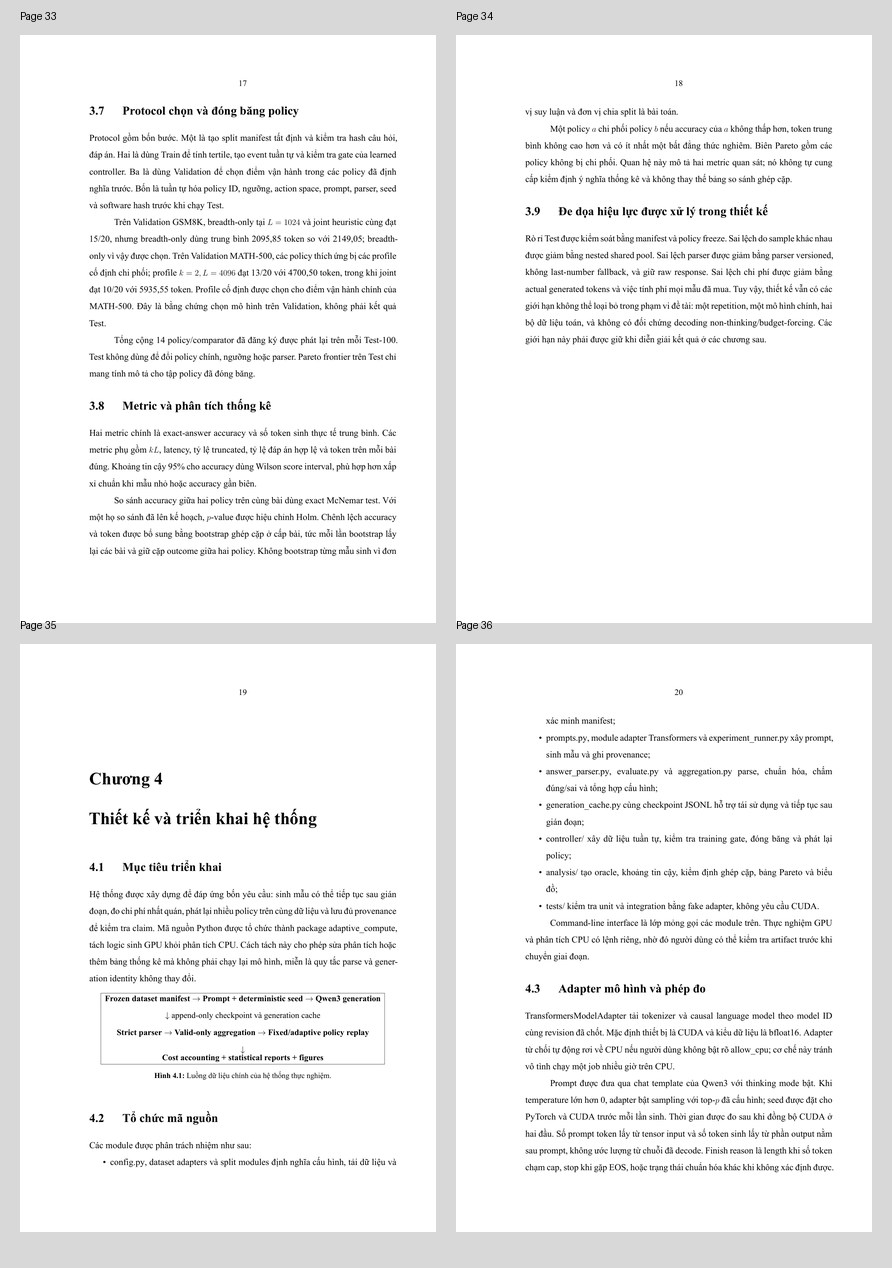 Page 33
17
3.7 Protocol chọn và đóng băng policy
Protocol gồm bốn bước. Một là tạo split manifest tất định và kiểm tra hash câu hỏi,
đáp án. Hai là dùng Train để tính tertile, tạo event tuần tự và kiểm tra gate của learned
controller. Ba là dùng Validation để chọn điểm vận hành trong các policy đã định
nghĩa trước. Bốn là tuần tự hóa policy ID, ngưỡng, action space, prompt, parser, seed
và software hash trước khi chạy Test.
Trên Validation GSM8K, breadth-only tại L = 1024 và joint heuristic cùng đạt
15/20, nhưng breadth-only dùng trung bình 2095,85 token so với 2149,05; breadth-
only vì vậy được chọn. Trên Validation MATH-500, các policy thích ứng bị các profile
cố định chi phối; profile k = 2, L = 4096 đạt 13/20 với 4700,50 token, trong khi joint
đạt 10/20 với 5935,55 token. Profile cố định được chọn cho điểm vận hành chính của
MATH-500. Đây là bằng chứng chọn mô hình trên Validation, không phải kết quả
Test.
Tổng cộng 14 policy/comparator đã đăng ký được phát lại trên mỗi Test-100.
Test không dùng để đổi policy chính, ngưỡng hoặc parser. Pareto frontier trên Test chỉ
mang tính mô tả cho tập policy đã đóng băng.
3.8 Metric và phân tích thống kê
Hai metric chính là exact-answer accuracy và số token sinh thực tế trung bình. Các
metric phụ gồm kL, latency, tỷ lệ truncated, tỷ lệ đáp án hợp lệ và token trên mỗi bài
đúng. Khoảng tin cậy 95% cho accuracy dùng Wilson score interval, phù hợp hơn xấp
xỉ chuẩn khi mẫu nhỏ hoặc accuracy gần biên.
So sánh accuracy giữa hai policy trên cùng bài dùng exact McNemar test. Với
một họ so sánh đã lên kế hoạch, p-value được hiệu chỉnh Holm. Chênh lệch accuracy
và token được bổ sung bằng bootstrap ghép cặp ở cấp bài, tức mỗi lần bootstrap lấy
lại các bài và giữ cặp outcome giữa hai policy. Không bootstrap từng mẫu sinh vì đơn
Page 34
18
vị suy luận và đơn vị chia split là bài toán.
Một policy a chi phối policy b nếu accuracy của a không thấp hơn, token trung
bình không cao hơn và có ít nhất một bất đẳng thức nghiêm. Biên Pareto gồm các
policy không bị chi phối. Quan hệ này mô tả hai metric quan sát; nó không tự cung
cấp kiểm định ý nghĩa thống kê và không thay thế bảng so sánh ghép cặp.
3.9 Đe dọa hiệu lực được xử lý trong thiết kế
Rò rỉ Test được kiểm soát bằng manifest và policy freeze. Sai lệch do sample khác nhau
được giảm bằng nested shared pool. Sai lệch parser được giảm bằng parser versioned,
không last-number fallback, và giữ raw response. Sai lệch chi phí được giảm bằng
actual generated tokens và việc tính phí mọi mẫu đã mua. Tuy vậy, thiết kế vẫn có các
giới hạn không thể loại bỏ trong phạm vi đề tài: một repetition, một mô hình chính, hai
bộ dữ liệu toán, và không có đối chứng decoding non-thinking/budget-forcing. Các
giới hạn này phải được giữ khi diễn giải kết quả ở các chương sau.
Page 35
19
Chương 4
Thiết kế và triển khai hệ thống
4.1 Mục tiêu triển khai
Hệ thống được xây dựng để đáp ứng bốn yêu cầu: sinh mẫu có thể tiếp tục sau gián
đoạn, đo chi phí nhất quán, phát lại nhiều policy trên cùng dữ liệu và lưu đủ provenance
để kiểm tra claim. Mã nguồn Python được tổ chức thành package adaptive_compute,
tách logic sinh GPU khỏi phân tích CPU. Cách tách này cho phép sửa phân tích hoặc
thêm bảng thống kê mà không phải chạy lại mô hình, miễn là quy tắc parse và gener-
ation identity không thay đổi.
Frozen dataset manifest → Prompt + deterministic seed → Qwen3 generation
↓ append-only checkpoint và generation cache
Strict parser → Valid-only aggregation → Fixed/adaptive policy replay
↓
Cost accounting + statistical reports + figures
Hình 4.1: Luồng dữ liệu chính của hệ thống thực nghiệm.
4.2 Tổ chức mã nguồn
Các module được phân trách nhiệm như sau:
• config.py, dataset adapters và split modules định nghĩa cấu hình, tải dữ liệu và
Page 36
20
xác minh manifest;
• prompts.py, module adapter Transformers và experiment_runner.py xây prompt,
sinh mẫu và ghi provenance;
• answer_parser.py, evaluate.py và aggregation.py parse, chuẩn hóa, chấm
đúng/sai và tổng hợp cấu hình;
• generation_cache.py cùng checkpoint JSONL hỗ trợ tái sử dụng và tiếp tục sau
gián đoạn;
• controller/ xây dữ liệu tuần tự, kiểm tra training gate, đóng băng và phát lại
policy;
• analysis/ tạo oracle, khoảng tin cậy, kiểm định ghép cặp, bảng Pareto và biểu
đồ;
• tests/ kiểm tra unit và integration bằng fake adapter, không yêu cầu CUDA.
Command-line interface là lớp mỏng gọi các module trên. Thực nghiệm GPU
và phân tích CPU có lệnh riêng, nhờ đó người dùng có thể kiểm tra artifact trước khi
chuyển giai đoạn.
4.3 Adapter mô hình và phép đo
TransformersModelAdapter tải tokenizer và causal language model theo model ID
cùng revision đã chốt. Mặc định thiết bị là CUDA và kiểu dữ liệu là bfloat16. Adapter
từ chối tự động rơi về CPU nếu người dùng không bật rõ allow_cpu; cơ chế này tránh
vô tình chạy một job nhiều giờ trên CPU.
Prompt được đưa qua chat template của Qwen3 với thinking mode bật. Khi
temperature lớn hơn 0, adapter bật sampling với top-p đã cấu hình; seed được đặt cho
PyTorch và CUDA trước mỗi lần sinh. Thời gian được đo sau khi đồng bộ CUDA ở
hai đầu. Số prompt token lấy từ tensor input và số token sinh lấy từ phần output nằm
sau prompt, không ước lượng từ chuỗi đã decode. Finish reason là length khi số token
chạm cap, stop khi gặp EOS, hoặc trạng thái chuẩn hóa khác khi không xác định được.